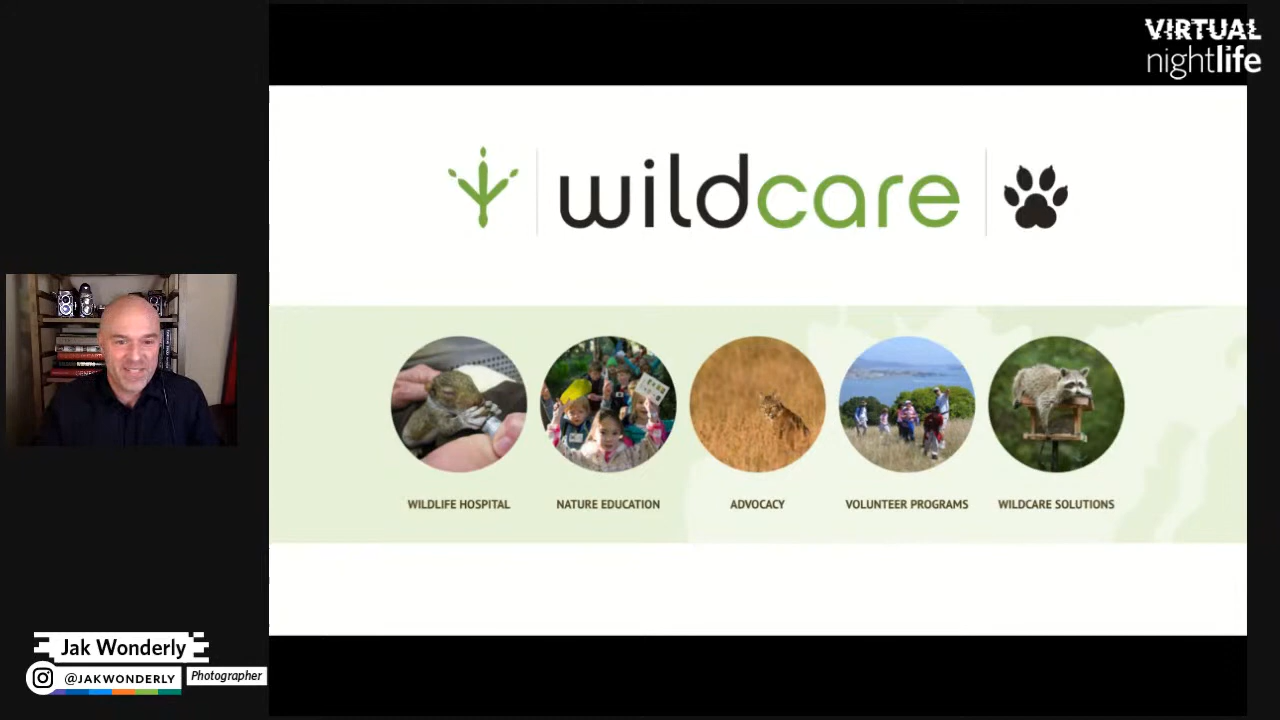 VIRTUAL
nightlife
wildcare
WILDLIFE HOSPITAL
NATURE EDUCATION
ADVOCACY
VOLUNTEER PROGRAMS
WILDCARE SOLUTIONS
Jak Wonderly
@JAKWONDERLY
Photographer